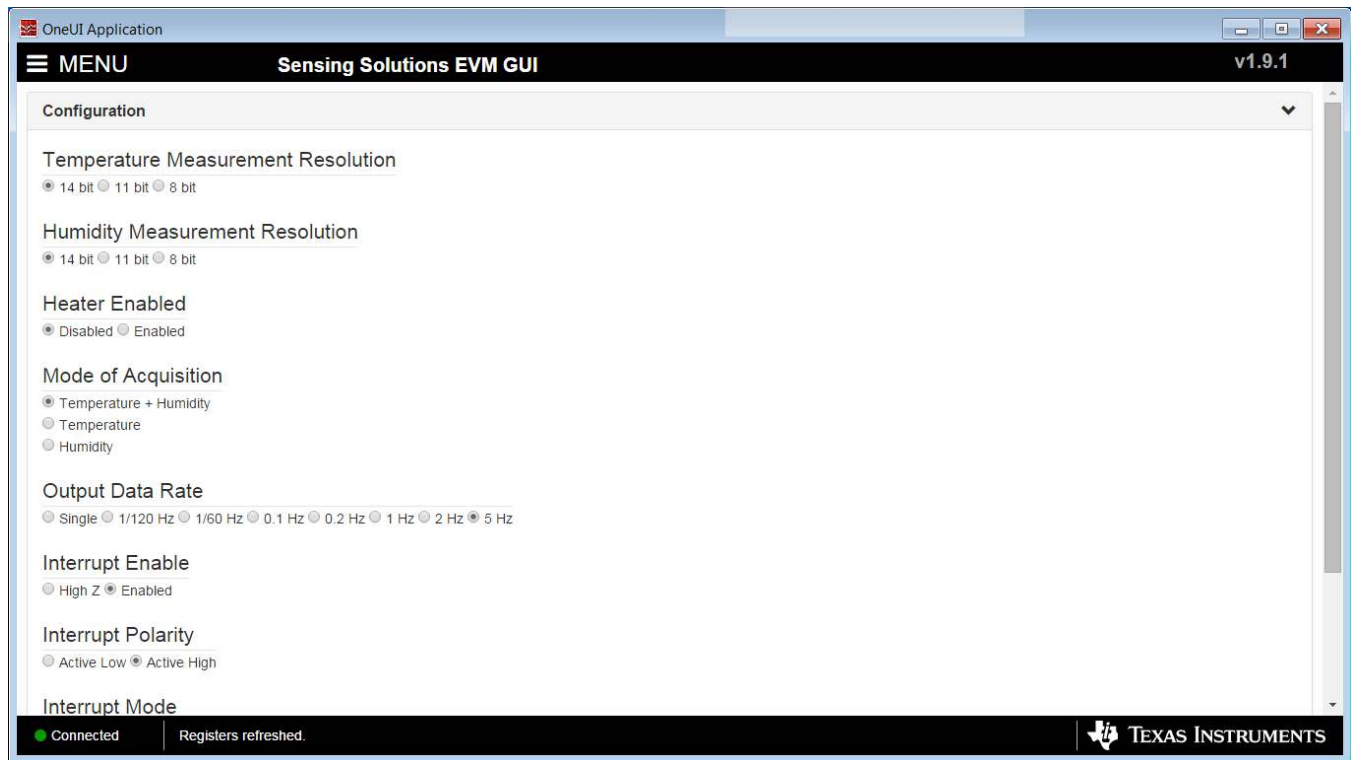 OneUI Application
MENU Sensing Solutions EVM GUI v1.9.1
Configuration
Temperature Measurement Resolution
14 bit 11 bit 8 bit
Humidity Measurement Resolution
14 bit 11 bit 8 bit
Heater Enabled
Disabled Enabled
Mode of Acquisition
Temperature + Humidity
Temperature
Humidity
Output Data Rate
Single 1/120 Hz 1/60 Hz 0.1 Hz 0.2 Hz 1 Hz 2 Hz 5 Hz
Interrupt Enable
High Z Enabled
Interrupt Polarity
Active Low Active High
Interrupt Mode
Connected Registers refreshed. TEXAS INSTRUMENTS